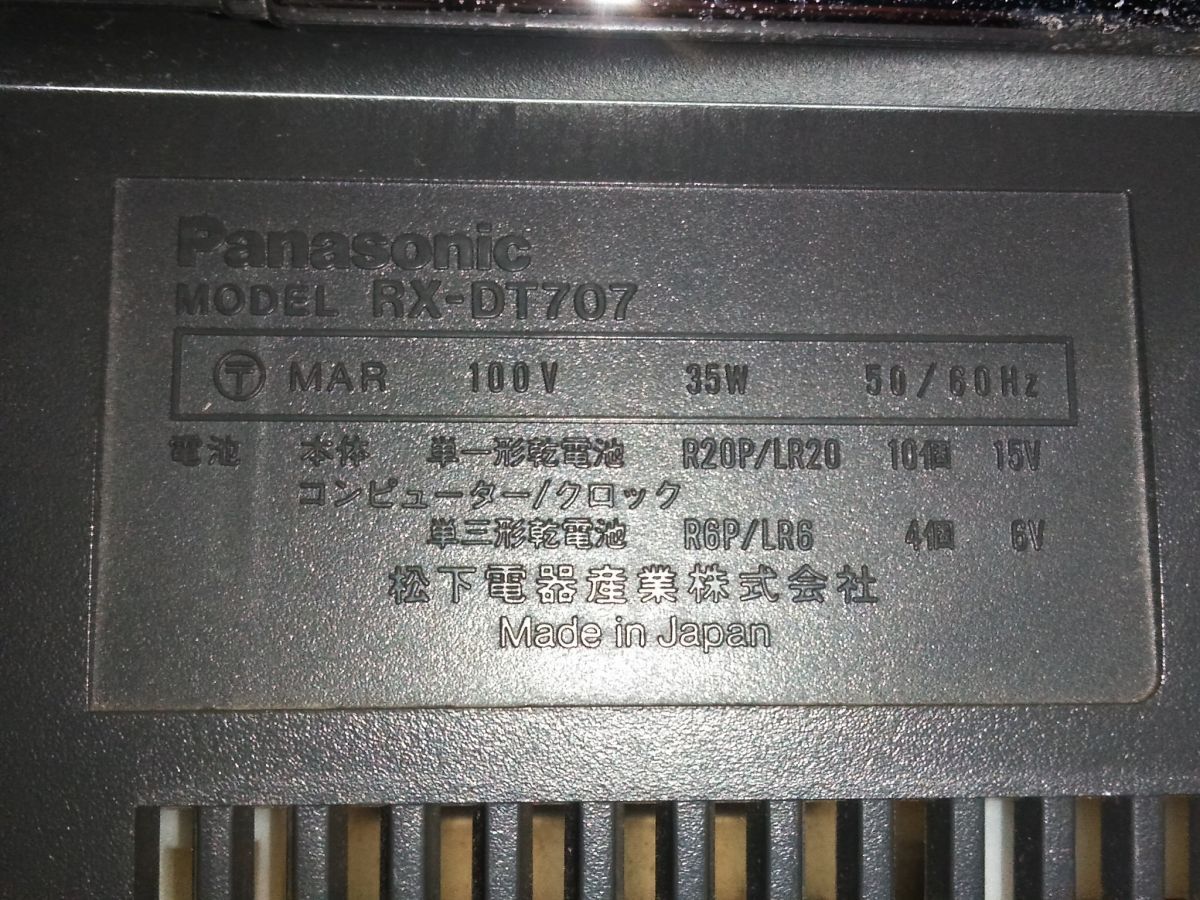 Panasonic
MODEL RX-DT707
〒 MAR 100V 35W 50/60Hz
電池 本体 単一形乾電池 R20P/LR20 10個 15V
コンピューター/クロック
単三形乾電池 R6P/LR6 4個 6V
松下電器産業株式会社
Made in Japan